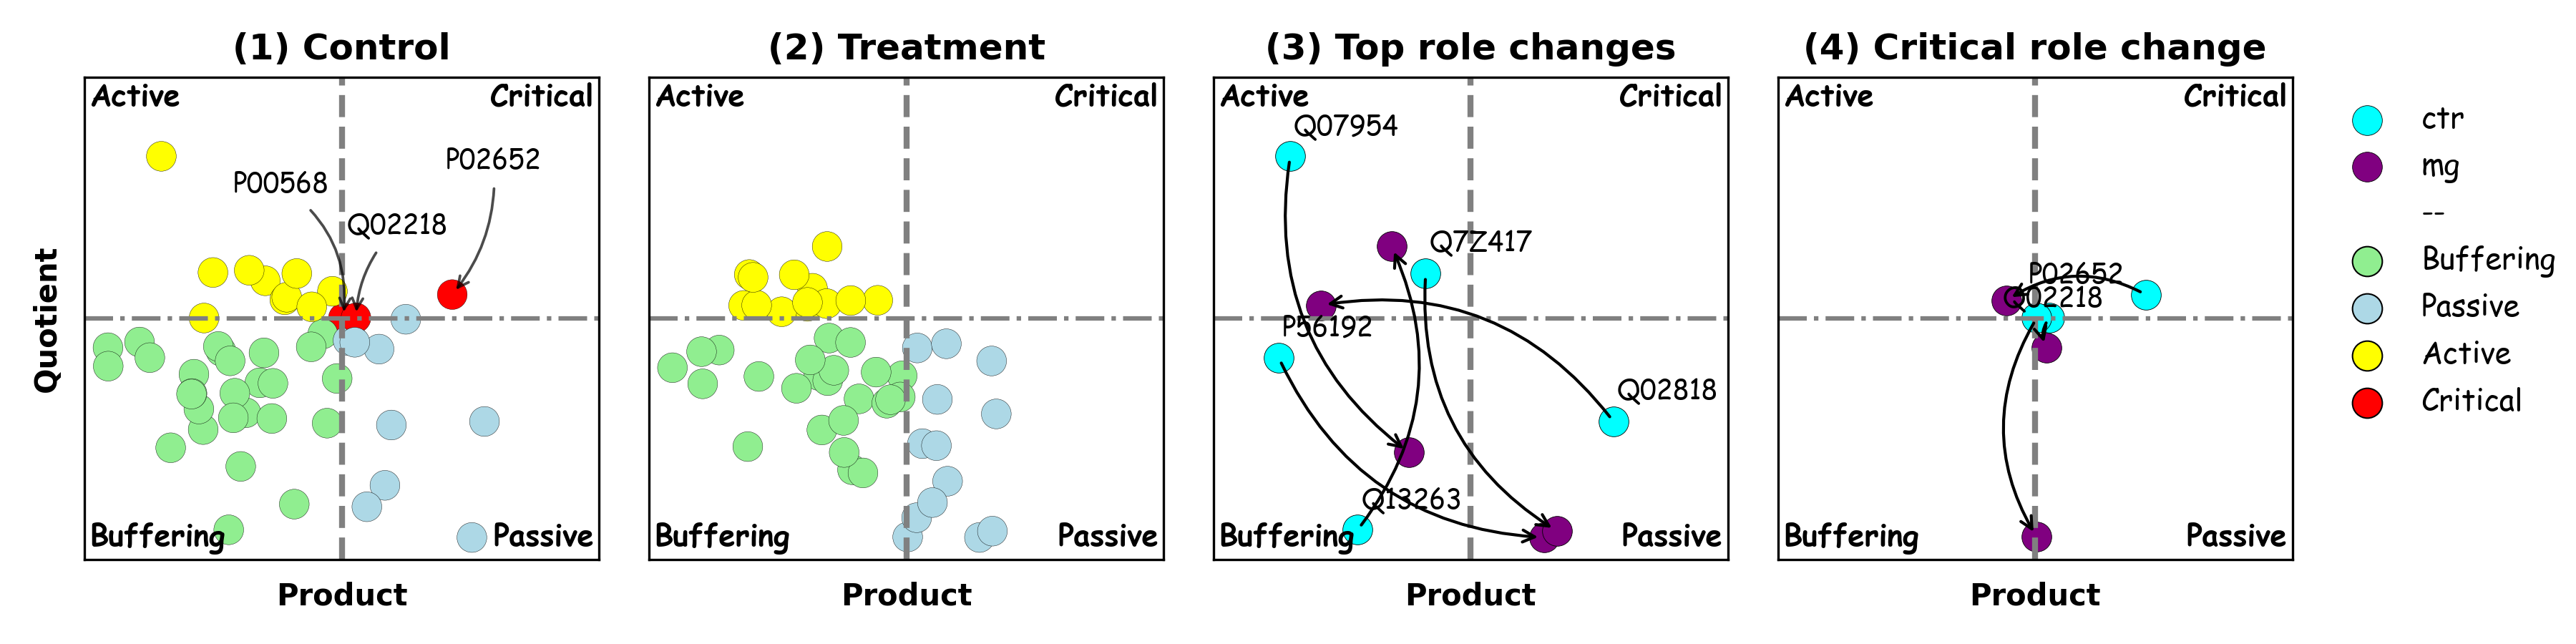 (1) Control
(2) Treatment
(3) Top role changes
(4) Critical role change
Quotient
Active
Critical
P00568
P02652
Q02218
Buffering
Passive
Product
Active
Critical
Buffering
Passive
Product
Active
Critical
Q07954
Q7Z417
P56192
Q02818
Q13263
Buffering
Passive
Product
Active
Critical
P02652
Q02218
Buffering
Passive
Product
ctr
mg
--
Buffering
Passive
Active
Critical